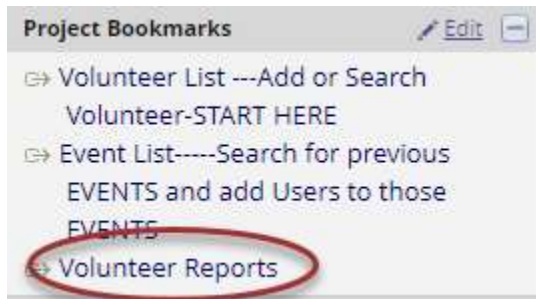 Project Bookmarks Edit
Volunteer List ---Add or Search
Volunteer-START HERE
Event List-----Search for previous
EVENTS and add Users to those
EVENTS
Volunteer Reports